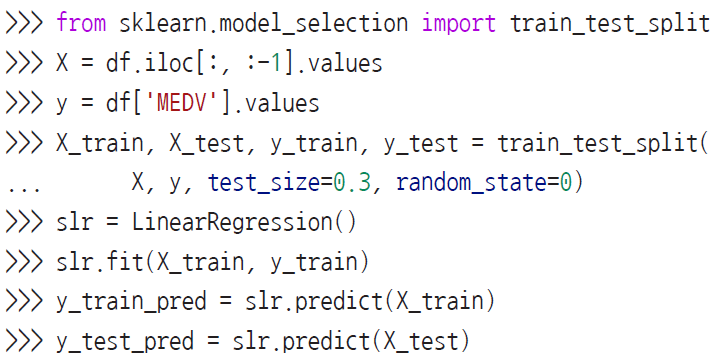 >>> from sklearn.model_selection import train_test_split
>>> X = df.iloc[:, :-1].values
>>> y = df['MEDV'].values
>>> X_train, X_test, y_train, y_test = train_test_split(
...       X, y, test_size=0.3, random_state=0)
>>> slr = LinearRegression()
>>> slr.fit(X_train, y_train)
>>> y_train_pred = slr.predict(X_train)
>>> y_test_pred = slr.predict(X_test)